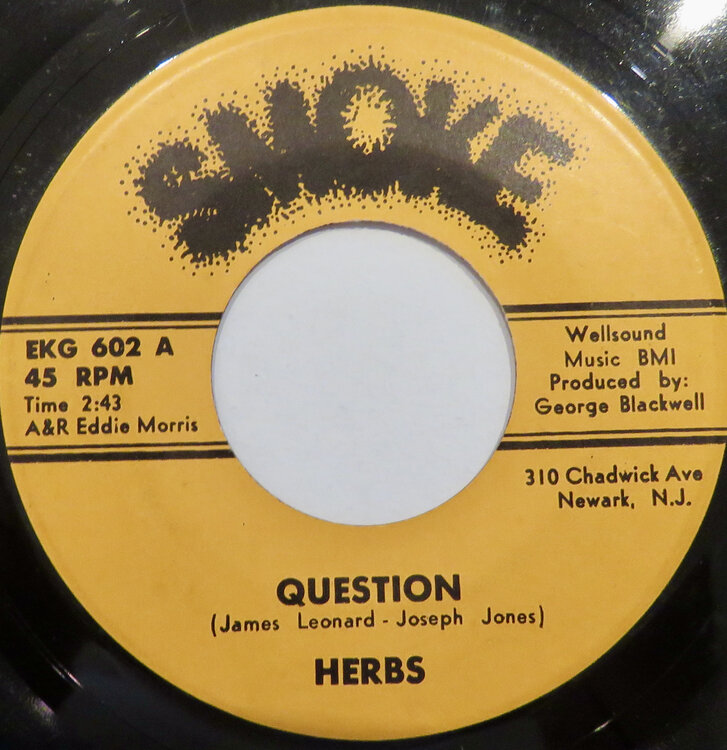 SMOKE
EKG 602 A
45 RPM
Time 2:43
A&R Eddie Morris
Wellsound
Music BMI
Produced by:
George Blackwell
310 Chadwick Ave
Newark, N.J.
QUESTION
(James Leonard - Joseph Jones)
HERBS